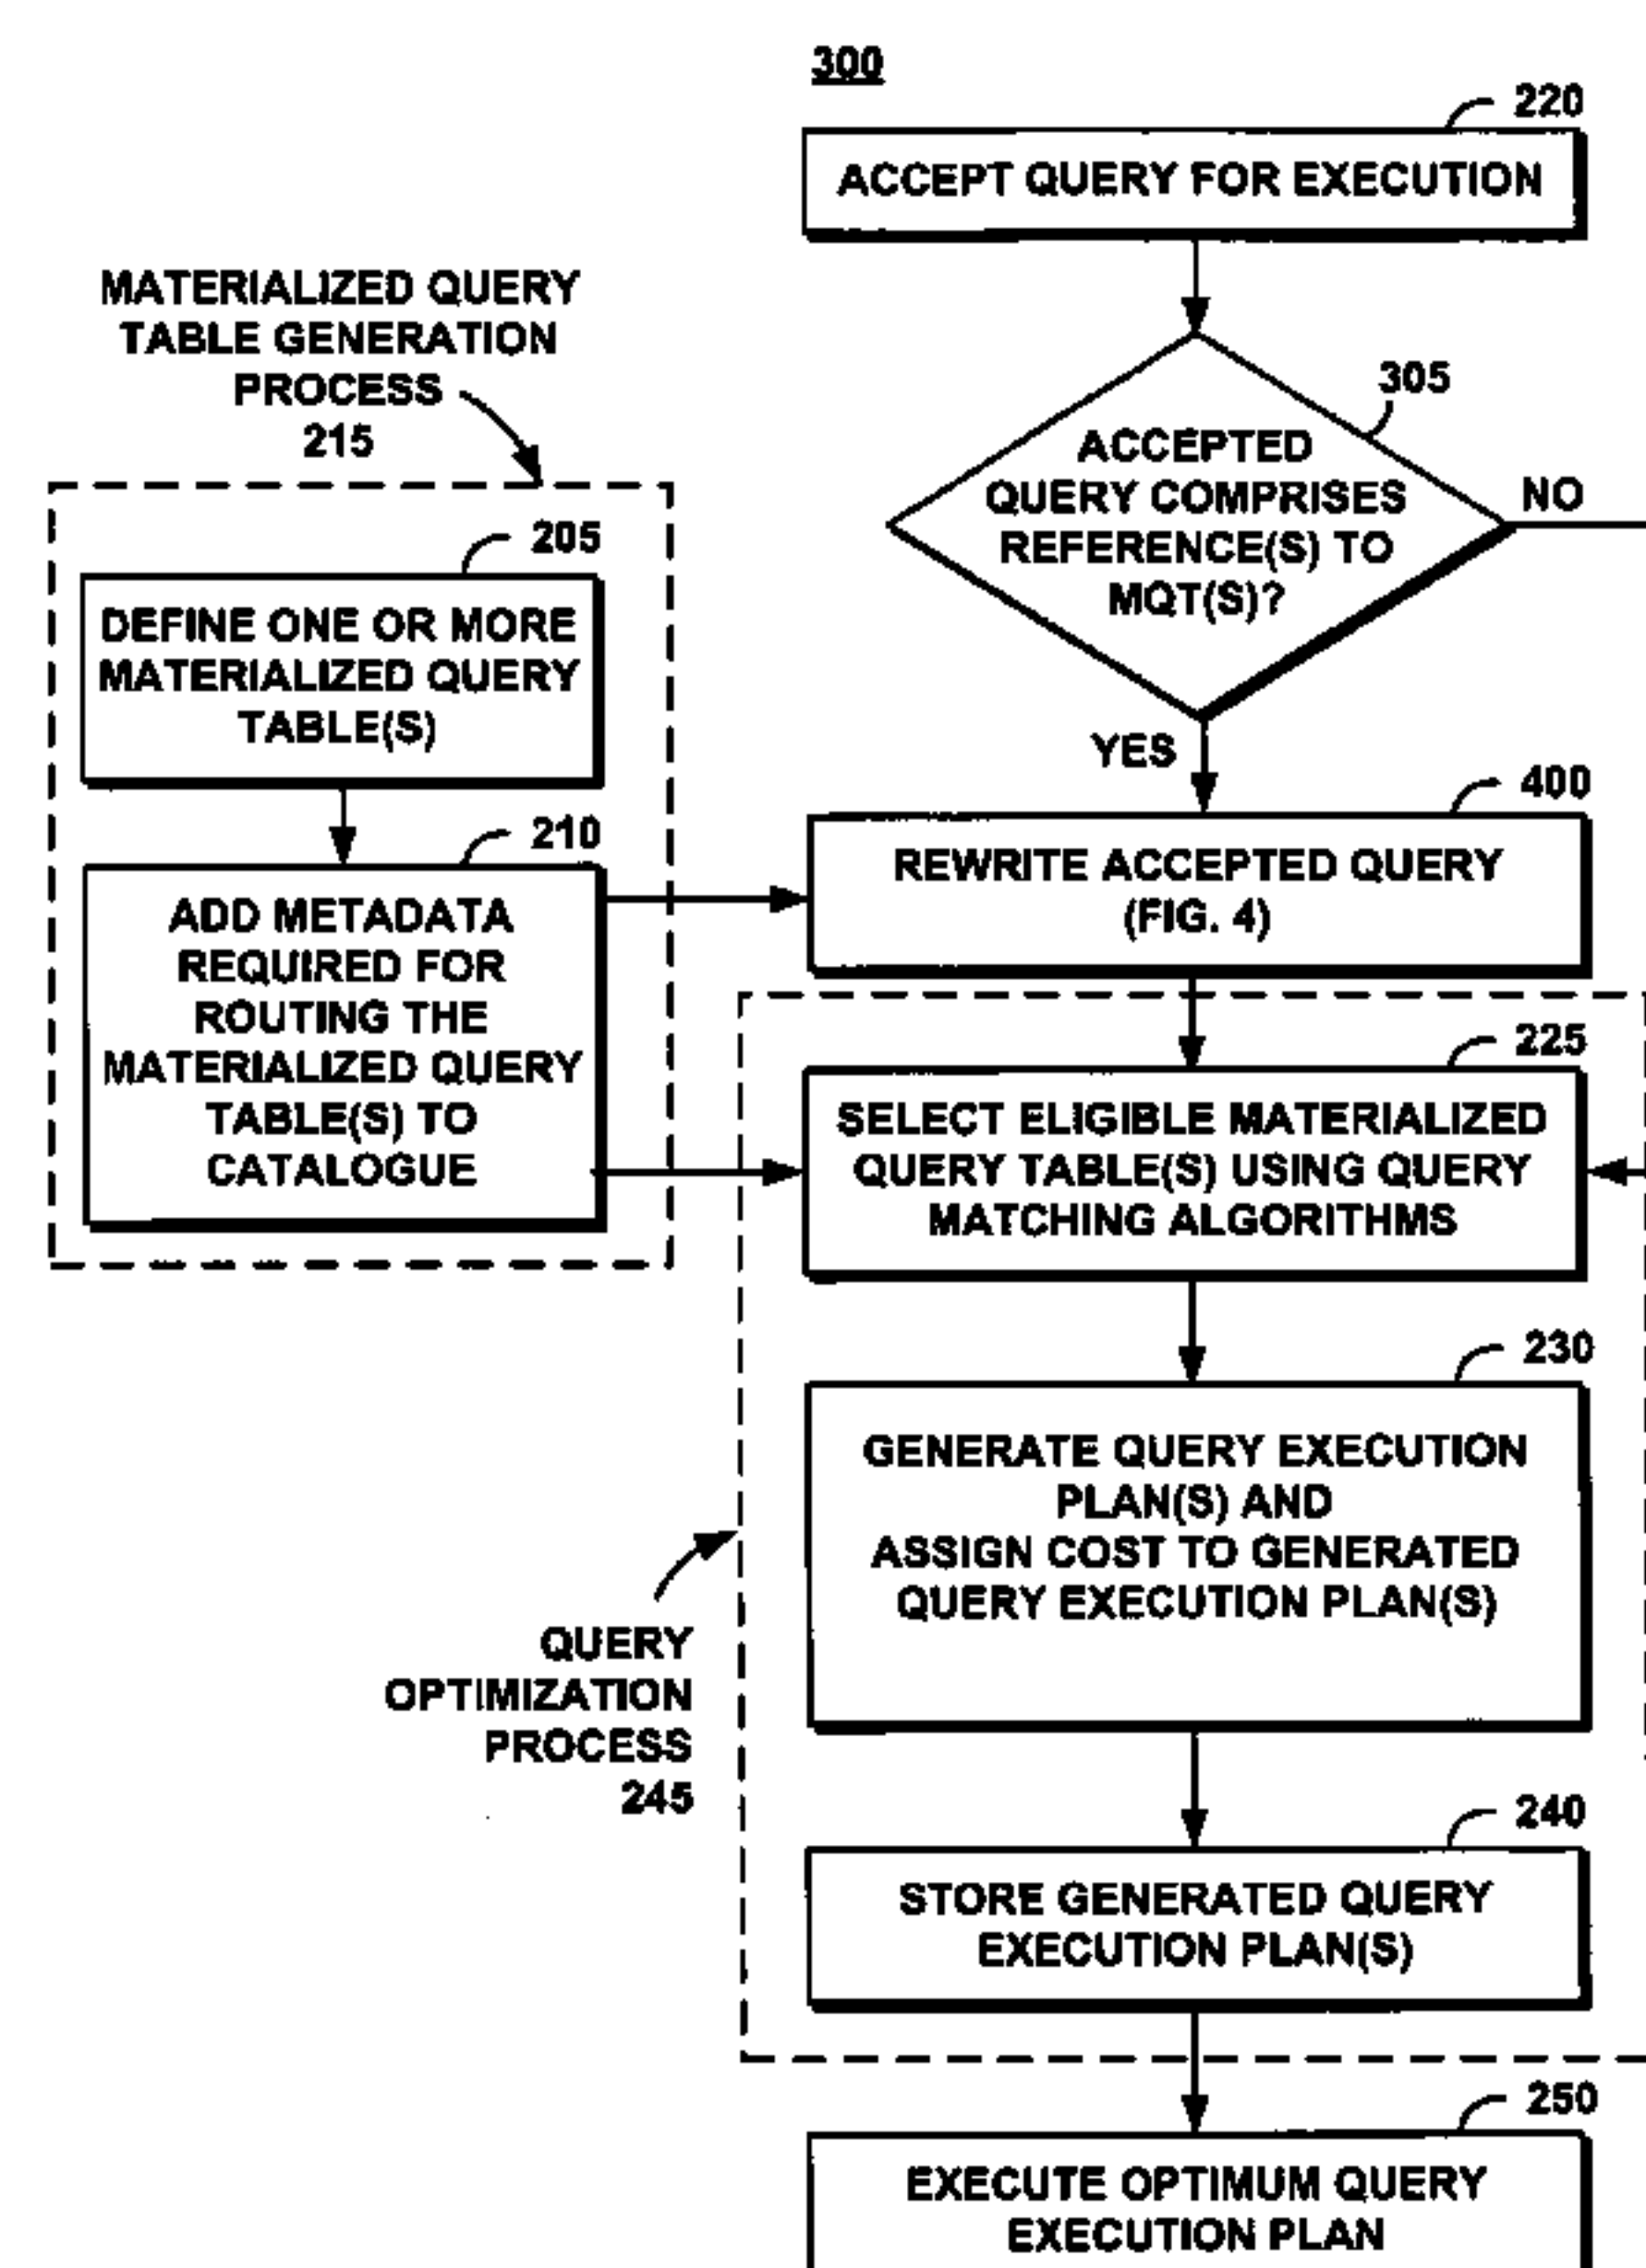 300
220
ACCEPT QUERY FOR EXECUTION
MATERIALIZED QUERY
TABLE GENERATION
PROCESS
215
305
ACCEPTED
QUERY COMPRISES
REFERENCE(S) TO
MQT(S)?
NO
YES
205
DEFINE ONE OR MORE
MATERIALIZED QUERY
TABLE(S)
210
ADD METADATA
REQUIRED FOR
ROUTING THE
MATERIALIZED QUERY
TABLE(S) TO
CATALOGUE
400
REWRITE ACCEPTED QUERY
(FIG. 4)
225
SELECT ELIGIBLE MATERIALIZED
QUERY TABLE(S) USING QUERY
MATCHING ALGORITHMS
230
GENERATE QUERY EXECUTION
PLAN(S) AND
ASSIGN COST TO GENERATED
QUERY EXECUTION PLAN(S)
QUERY
OPTIMIZATION
PROCESS
245
240
STORE GENERATED QUERY
EXECUTION PLAN(S)
250
EXECUTE OPTIMUM QUERY
EXECUTION PLAN